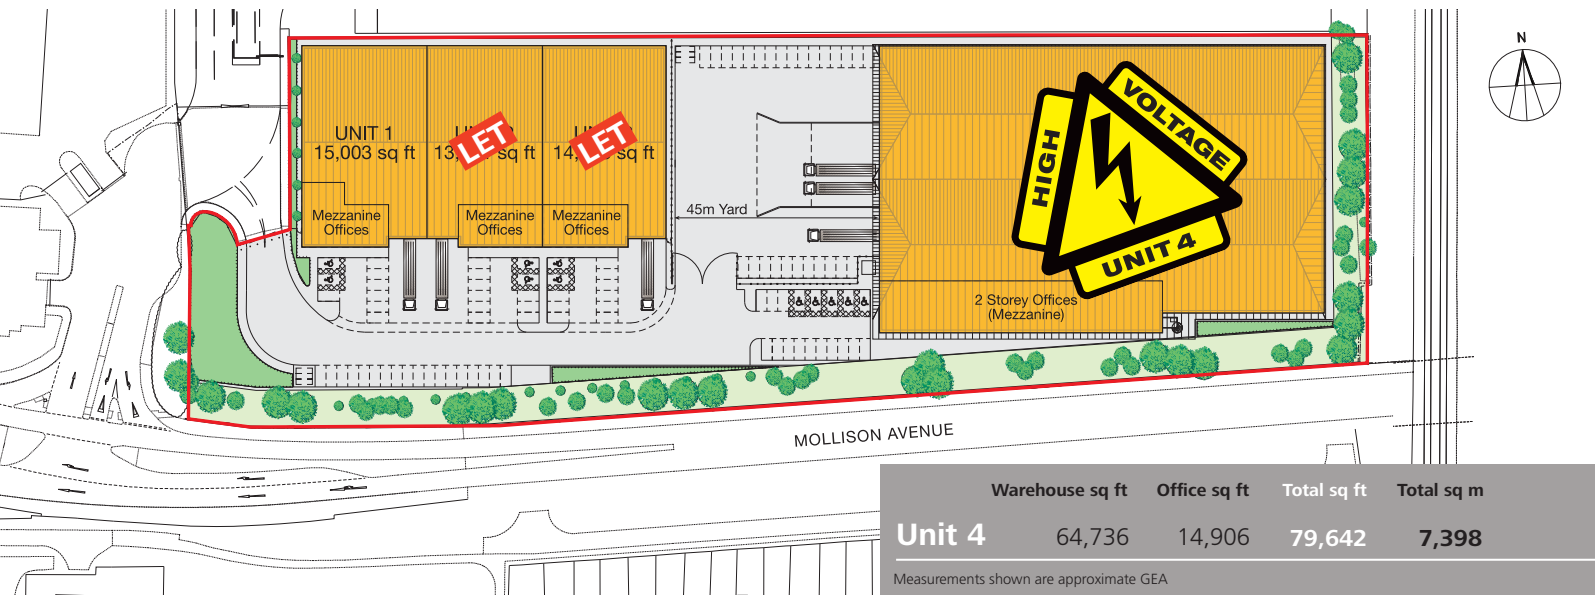 N
UNIT 1
15,003 sq ft
LET
sq ft
LET
sq ft
Mezzanine
Offices
Mezzanine
Offices
Mezzanine
Offices
45m Yard
HIGH
VOLTAGE
UNIT 4
2 Storey Offices
(Mezzanine)
MOLLISON AVENUE
Warehouse sq ft Office sq ft Total sq ft Total sq m
Unit 4 64,736 14,906 79,642 7,398
Measurements shown are approximate GEA